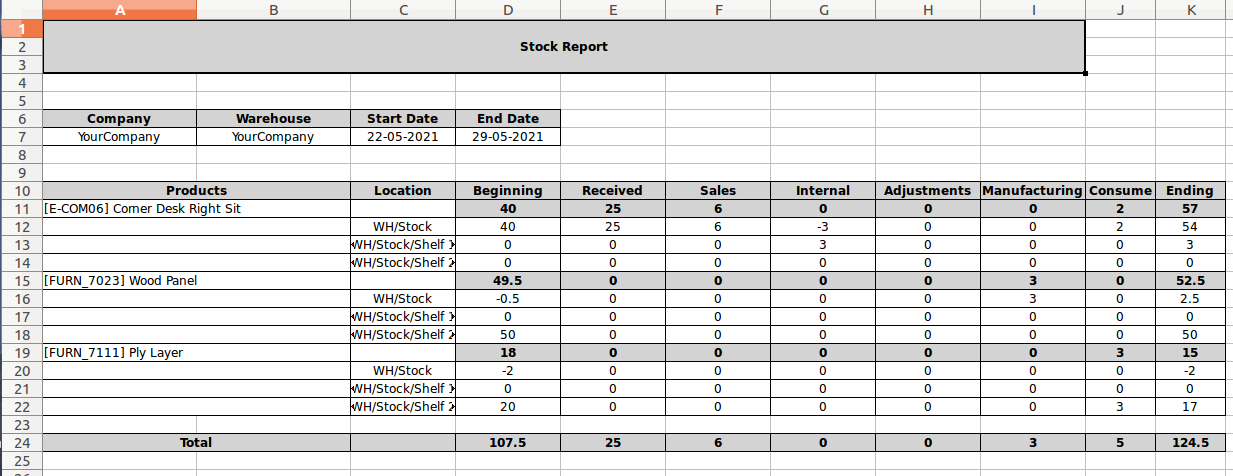 A B C D E F G H I J K
1
2 Stock Report
3
4
5
6 Company Warehouse Start Date End Date
7 YourCompany YourCompany 22-05-2021 29-05-2021
8
9
10 Products Location Beginning Received Sales Internal Adjustments Manufacturing Consume Ending
11 [E-COM06] Corner Desk Right Sit 40 25 6 0 0 0 2 57
12 WH/Stock 40 25 6 -3 0 0 2 54
13 WH/Stock/Shelf 1 0 0 0 3 0 0 0 3
14 WH/Stock/Shelf 2 0 0 0 0 0 0 0 0
15 [FURN_7023] Wood Panel 49.5 0 0 0 0 3 0 52.5
16 WH/Stock -0.5 0 0 0 0 3 0 2.5
17 WH/Stock/Shelf 1 0 0 0 0 0 0 0 0
18 WH/Stock/Shelf 2 50 0 0 0 0 0 0 50
19 [FURN_7111] Ply Layer 18 0 0 0 0 0 3 15
20 WH/Stock -2 0 0 0 0 0 0 -2
21 WH/Stock/Shelf 1 0 0 0 0 0 0 0 0
22 WH/Stock/Shelf 2 20 0 0 0 0 0 3 17
23
24 Total 107.5 25 6 0 0 3 5 124.5
25